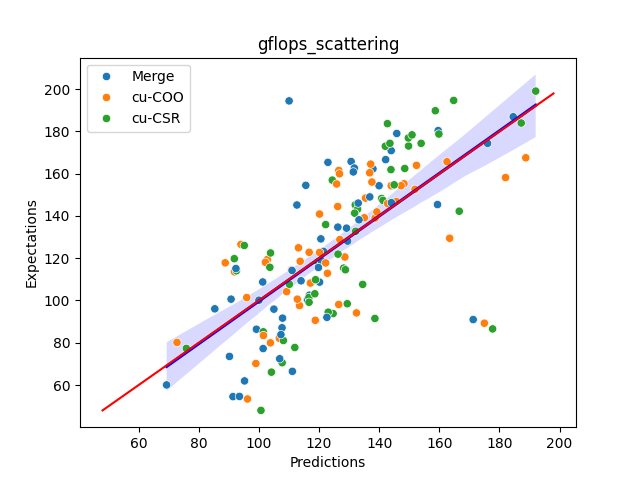 gflops_scattering
Merge
cu-COO
cu-CSR
Expectations
200
180
160
140
120
100
80
60
60 80 100 120 140 160 180 200
Predictions